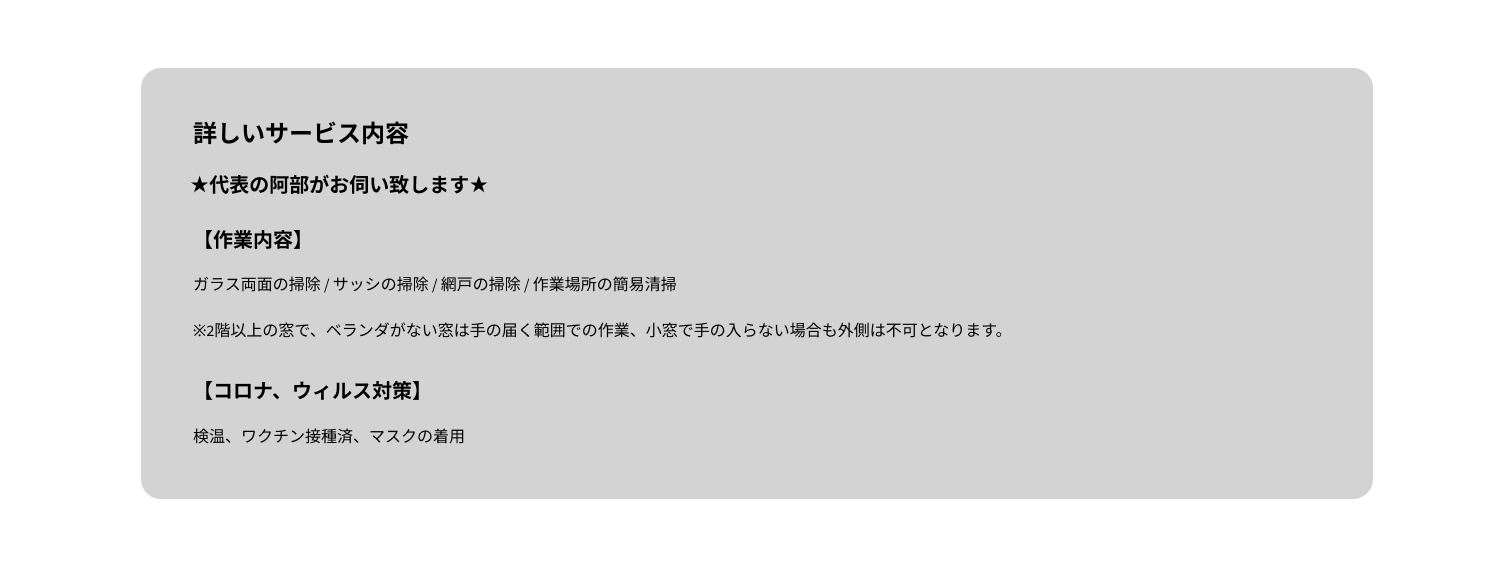 詳しいサービス内容
★代表の阿部がお伺い致します★
【作業内容】
ガラス両面の掃除 / サッシの掃除 / 網戸の掃除 / 作業場所の簡易清掃
※2階以上の窓で、ベランダがない窓は手の届く範囲での作業、小窓で手の入らない場合も外側は不可となります。
【コロナ、ウィルス対策】
検温、ワクチン接種済、マスクの着用